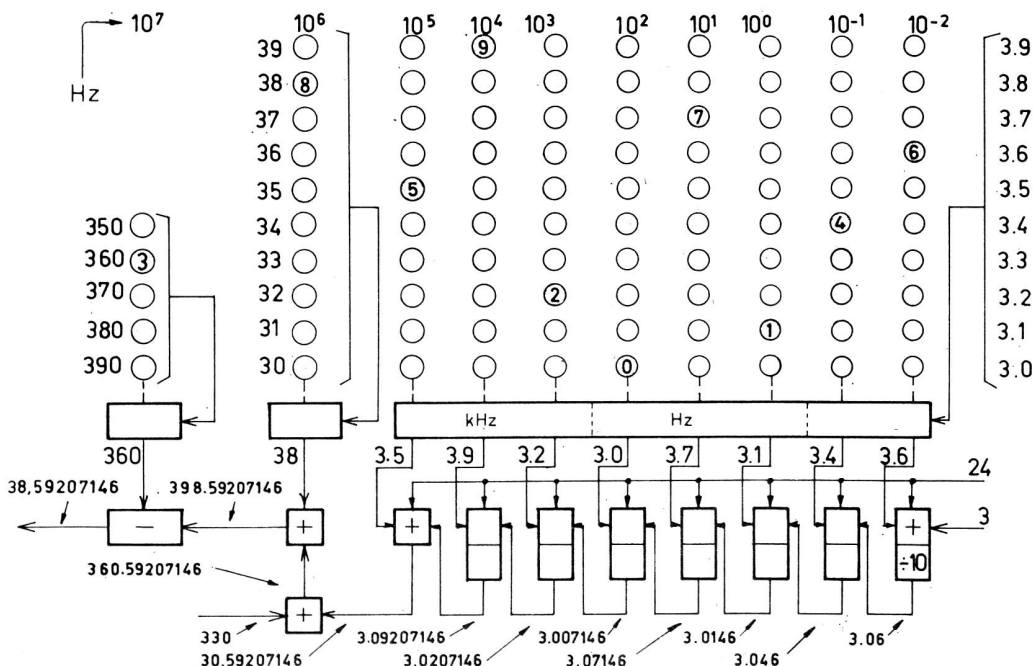 10⁷ 10⁶ 10⁵ 10⁴ 10³ 10² 10¹ 10⁰ 10⁻¹ 10⁻²
39 9 3.9
Hz 38 8 3.8
37 7 3.7
36 6 3.6
35 5 3.5
350 34 4 3.4
360 3 33 3.3
370 32 2 3.2
380 31 1 3.1
390 30 0 3.0
kHz Hz
360 38 3.5 3.9 3.2 3.0 3.7 3.1 3.4 3.6 24
38,59207146 398.59207146
− + + + 3
÷10
360.59207146
+
330 3.09207146 3.007146 3.0146 3.06
30.59207146 3.0207146 3.07146 3.046